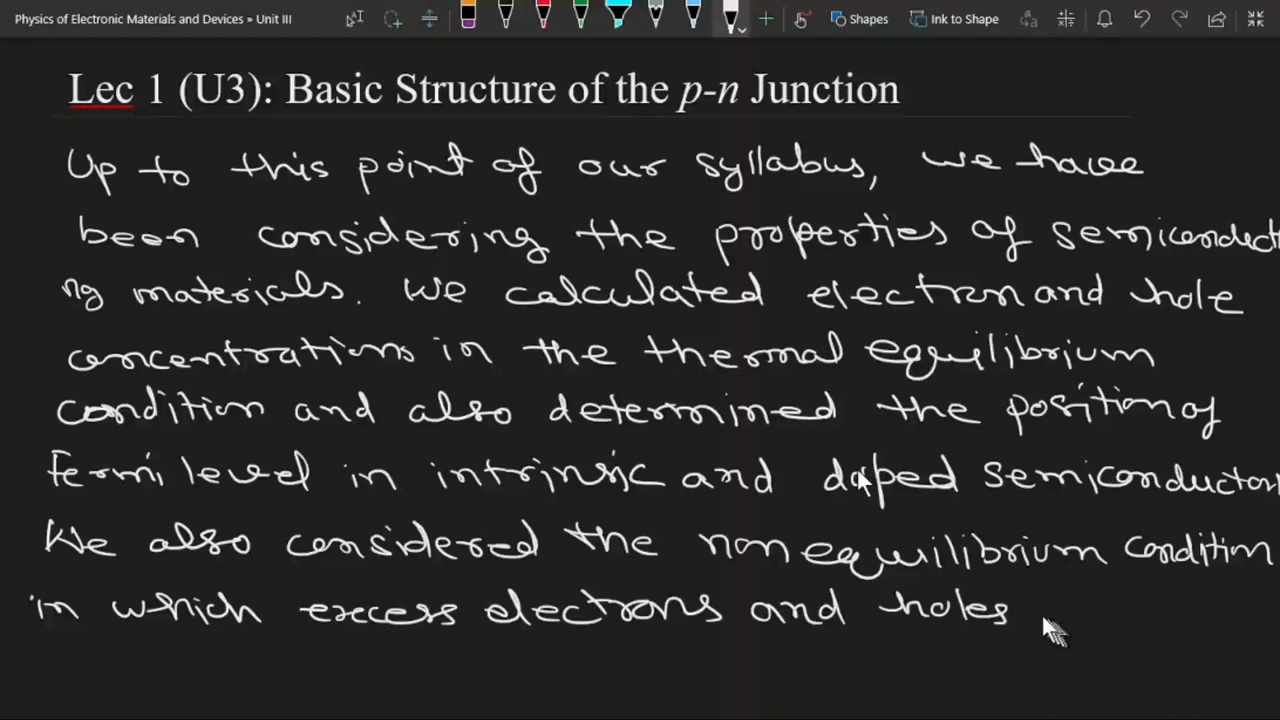 Physics of Electronic Materials and Devices » Unit III
Shapes
Ink to Shape
Lec 1 (U3): Basic Structure of the p-n Junction
Up to this point of our syllabus, we have
been considering the properties of semiconducti
ng materials. We calculated electron and hole
concentrations in the thermal equilibrium
condition and also determined the position of
fermi level in intrinsic and doped semiconductor
We also considered the nonequilibrium condition
in which excess electrons and holes